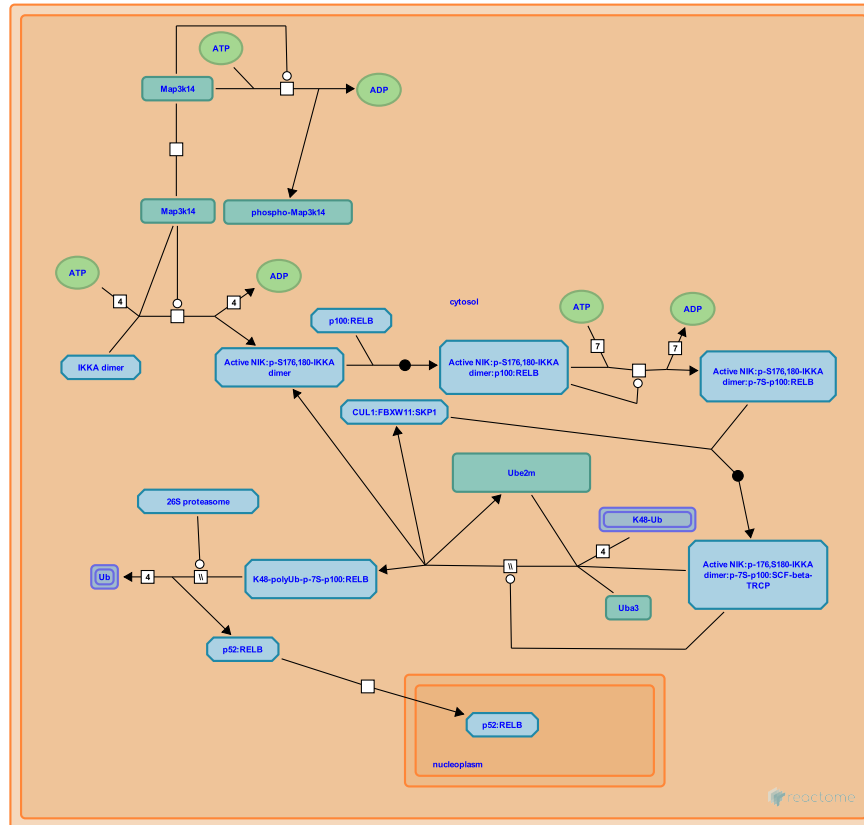 ATP
Map3k14
ADP
Map3k14
phospho-Map3k14
ATP
4
4
ADP
cytosol
p100:RELB
ATP
ADP
7
7
IKKA dimer
Active NIK:p-S176,180-IKKA
dimer
Active NIK:p-S176,180-IKKA
dimer:p100:RELB
Active NIK:p-S176,180-IKKA
dimer:p-7S-p100:RELB
CUL1:FBXW11:SKP1
Ube2m
26S proteasome
K48-Ub
4
\\
Ub
4
\\
K48-polyUb-p-7S-p100:RELB
Active NIK:p-176,S180-IKKA
dimer:p-7S-p100:SCF-beta-
TRCP
Uba3
p52:RELB
p52:RELB
nucleoplasm
reactome